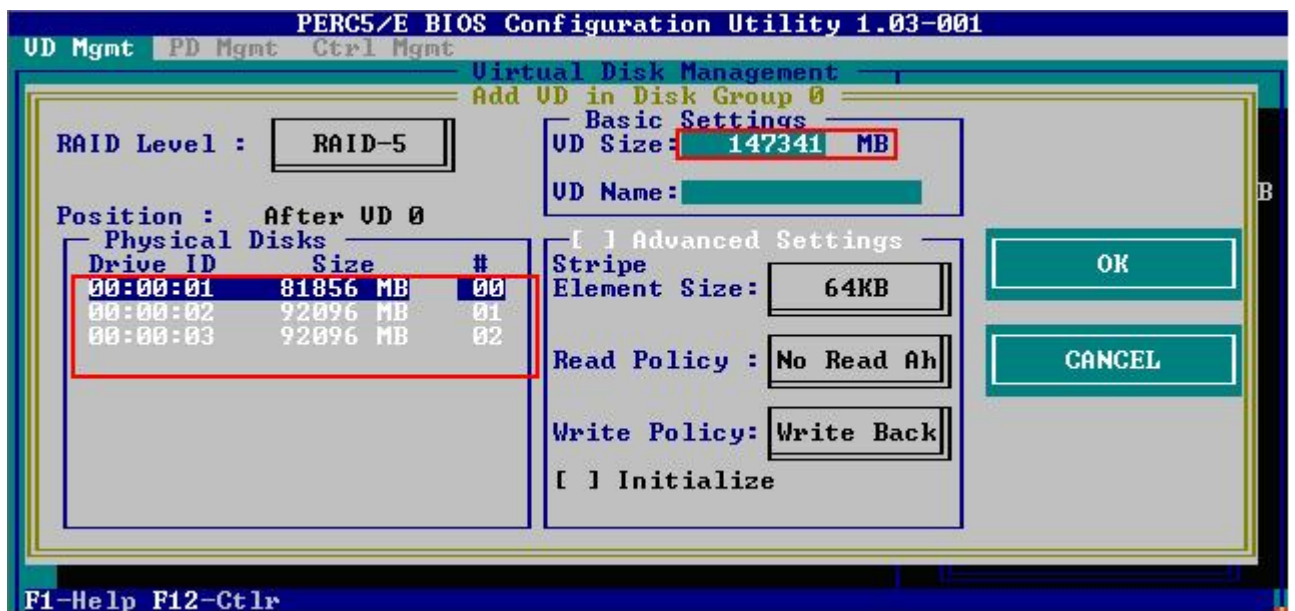 PERC5/E BIOS Configuration Utility 1.03-001
VD Mgmt PD Mgmt Ctrl Mgmt
Virtual Disk Management
Add VD in Disk Group 0
RAID Level : RAID-5
Basic Settings
VD Size: 147341 MB
VD Name:
B
Position : After VD 0
Physical Disks
Drive ID Size #
00:00:01 81856 MB 00
00:00:02 92096 MB 01
00:00:03 92096 MB 02
[ ] Advanced Settings
Stripe
Element Size: 64KB
Read Policy : No Read Ah
Write Policy: Write Back
[ ] Initialize
OK
CANCEL
F1-Help F12-Ctlr